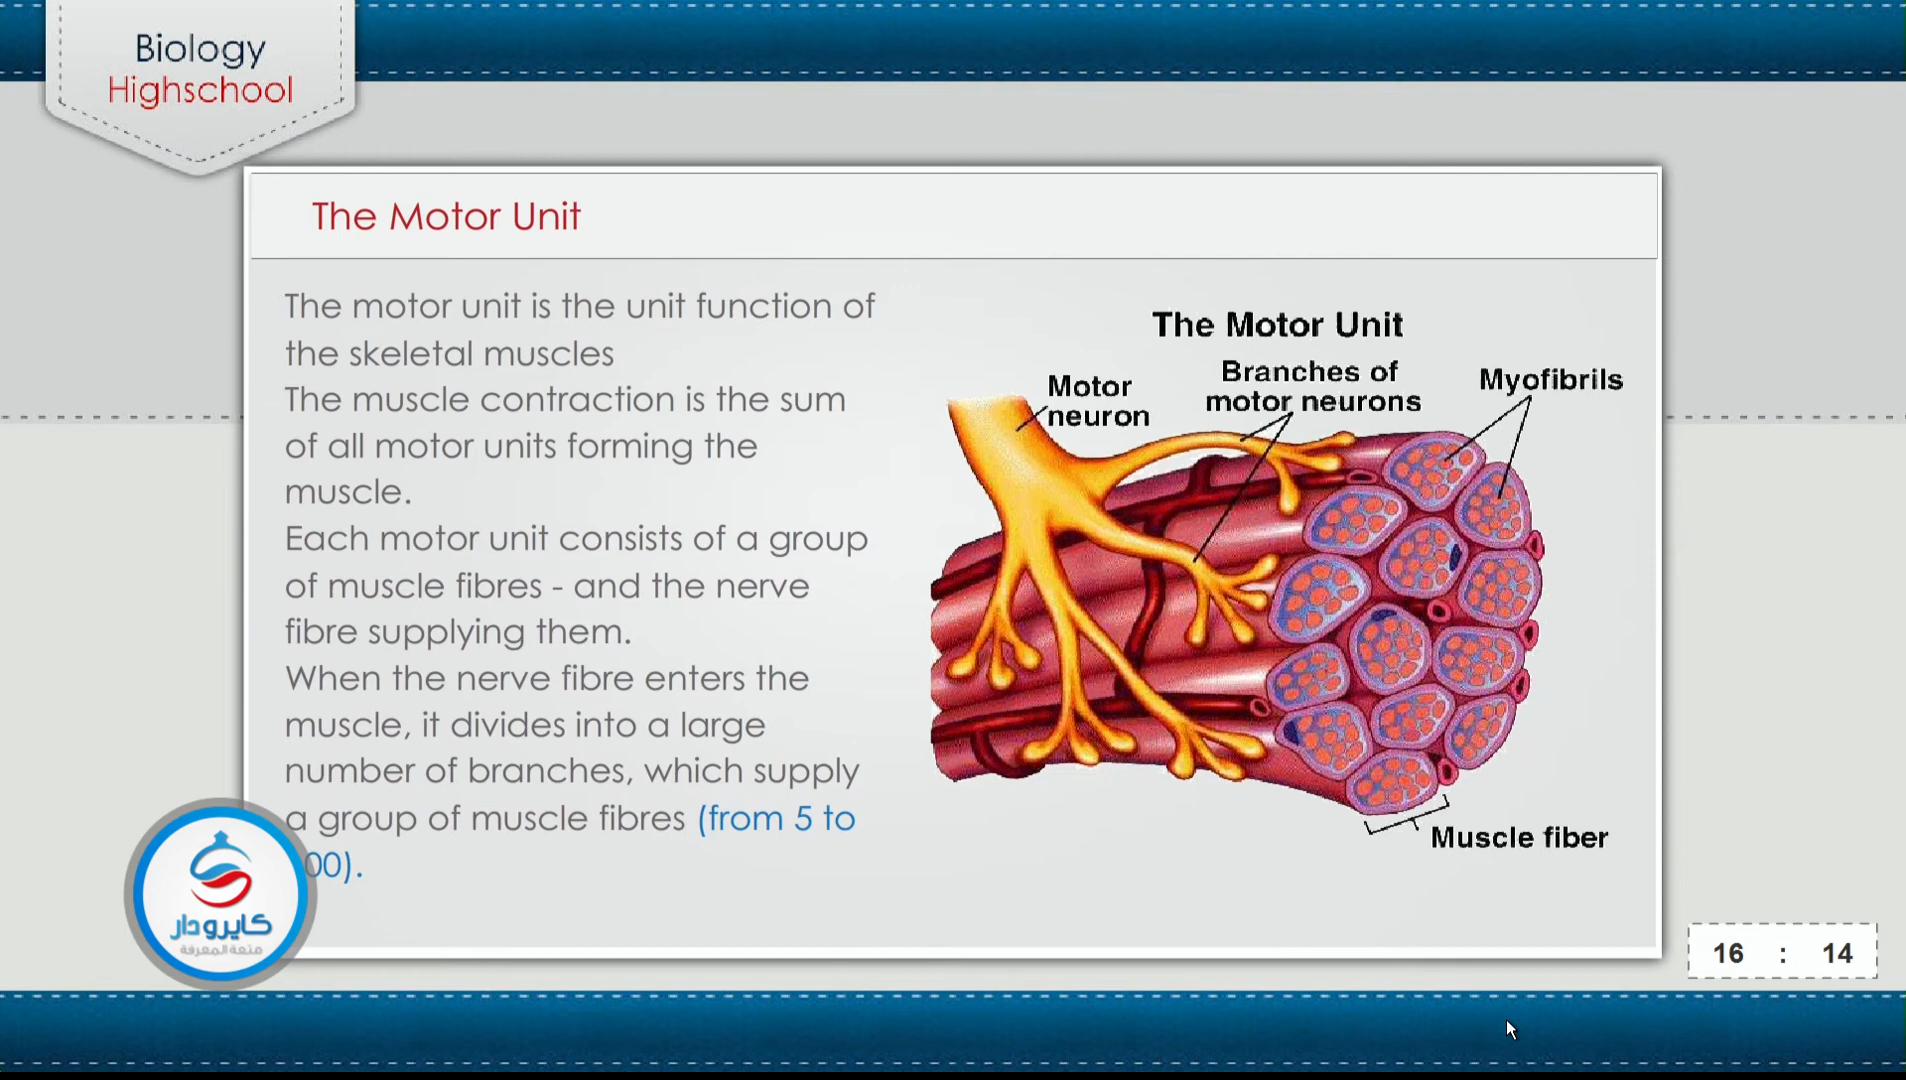 Biology
Highschool
The Motor Unit
The motor unit is the unit function of
the skeletal muscles
The muscle contraction is the sum
of all motor units forming the
muscle.
Each motor unit consists of a group
of muscle fibres - and the nerve
fibre supplying them.
When the nerve fibre enters the
muscle, it divides into a large
number of branches, which supply
a group of muscle fibres (from 5 to
00).
The Motor Unit
Motor
neuron
Branches of
motor neurons
Myofibrils
Muscle fiber
كايرودار
متعة المعرفة
16 : 14